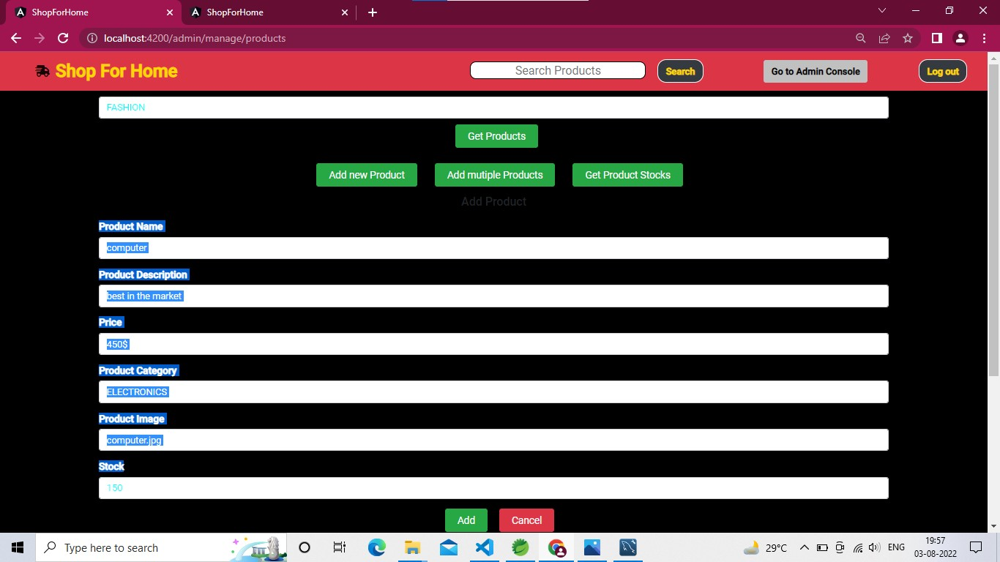 ShopForHome
ShopForHome
localhost:4200/admin/manage/products
Shop For Home
Search Products
Search
Go to Admin Console
Log out
FASHION
Get Products
Add new Product
Add mutiple Products
Get Product Stocks
Add Product
Product Name
computer
Product Description
best in the market
Price
450$
Product Category
ELECTRONICS
Product Image
computer.jpg
Stock
150
Add
Cancel
Type here to search
29°C
ENG
19:57
03-08-2022